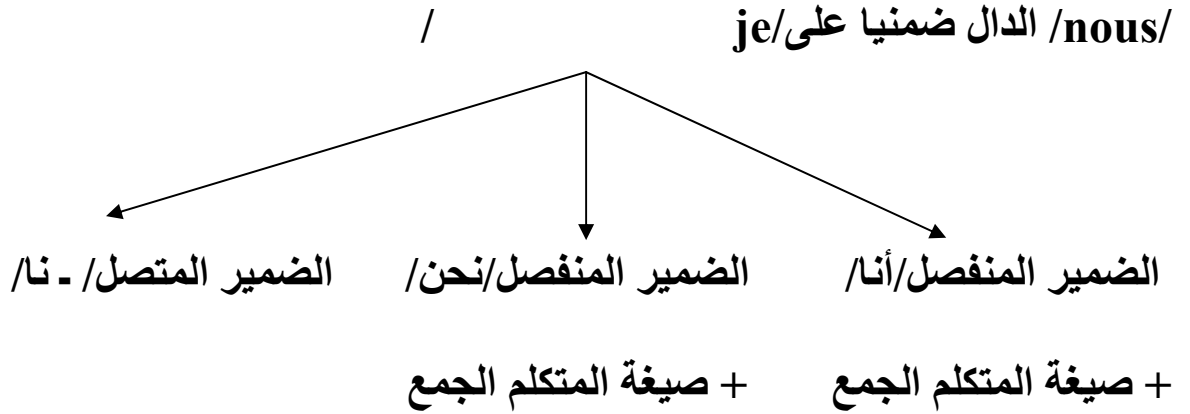 /nous/ الدال ضمنيا على/je /
الضمير المنفصل/أنا/ الضمير المنفصل/نحن/ الضمير المتصل/ ـ نا/
+ صيغة المتكلم الجمع + صيغة المتكلم الجمع